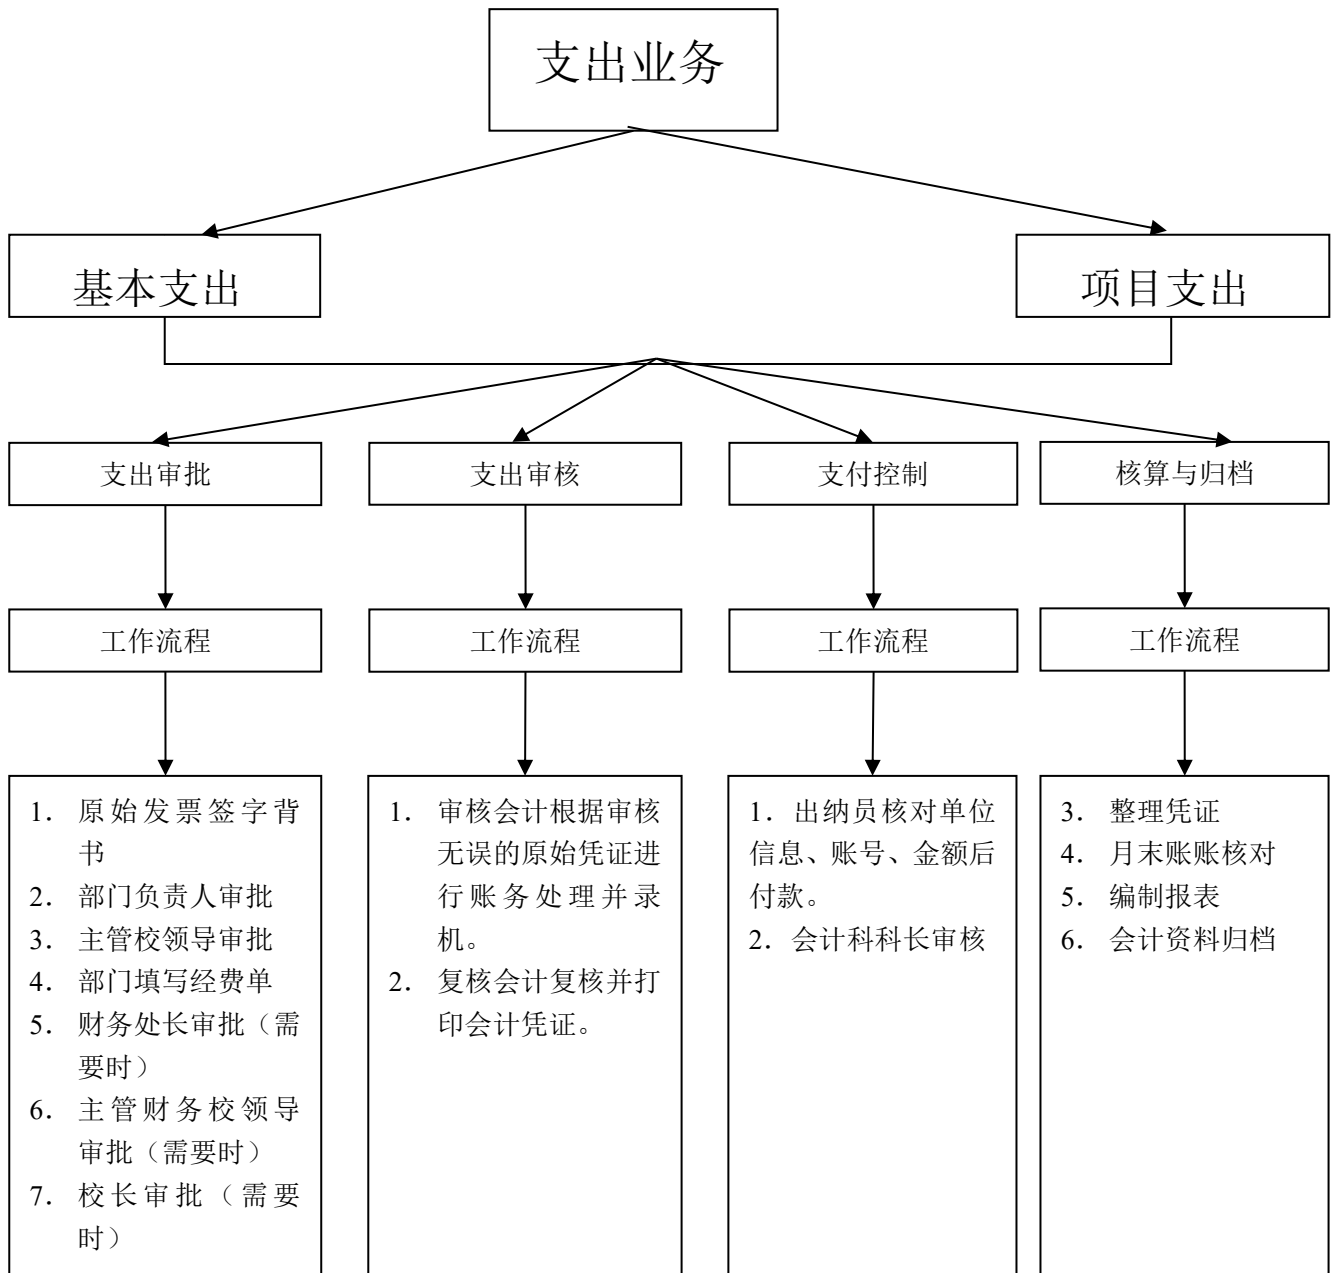 支出业务
基本支出
项目支出
支出审批
支出审核
支付控制
核算与归档
工作流程
工作流程
工作流程
工作流程
1. 原始发票签字背
书
2. 部门负责人审批
3. 主管校领导审批
4. 部门填写经费单
5. 财务处长审批（需
要时）
6. 主管财务校领导
审批（需要时）
7. 校长审批（需要
时）
1. 审核会计根据审核
无误的原始凭证进
行账务处理并录
机。
2. 复核会计复核并打
印会计凭证。
1. 出纳员核对单位
信息、账号、金额后
付款。
2. 会计科科长审核
3. 整理凭证
4. 月末账账核对
5. 编制报表
6. 会计资料归档